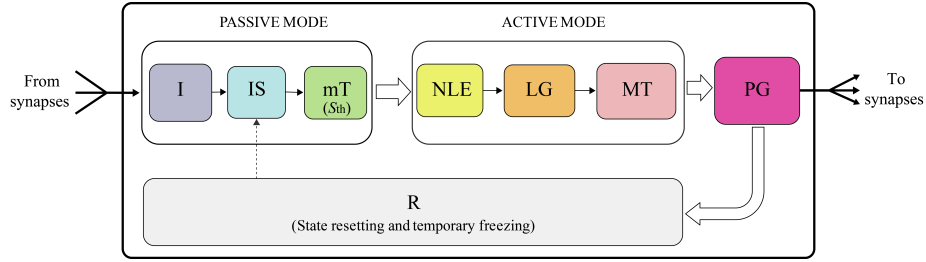 PASSIVE MODE
ACTIVE MODE
From
synapses
I
IS
mT
(Sth)
NLE
LG
MT
PG
To
synapses
R
(State resetting and temporary freezing)